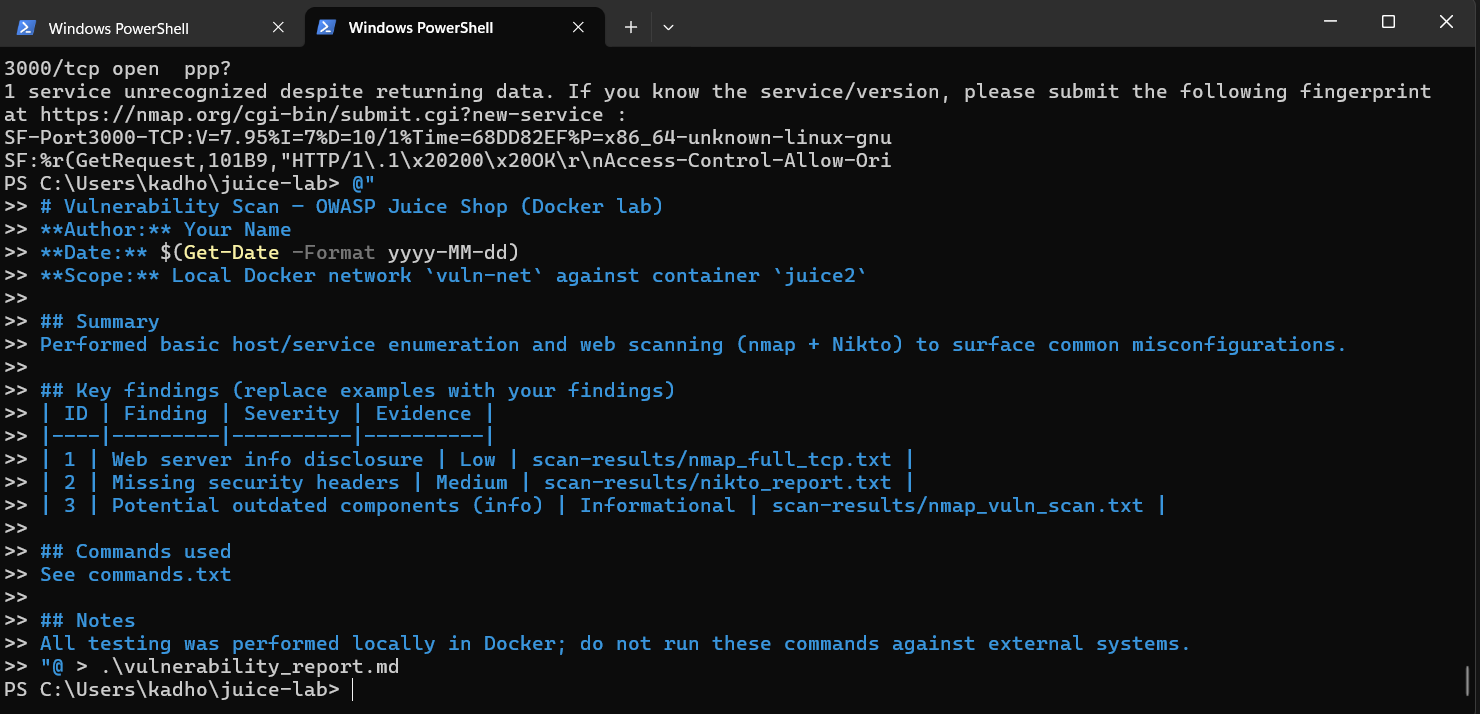 Windows PowerShell
Windows PowerShell
3000/tcp open  ppp?
1 service unrecognized despite returning data. If you know the service/version, please submit the following fingerprint
at https://nmap.org/cgi-bin/submit.cgi?new-service :
SF-Port3000-TCP:V=7.95%I=7%D=10/1%Time=68DD82EF%P=x86_64-unknown-linux-gnu
SF:%r(GetRequest,101B9,"HTTP/1\.1\x20200\x20OK\r\nAccess-Control-Allow-Ori
PS C:\Users\kadho\juice-lab> @"
>> # Vulnerability Scan – OWASP Juice Shop (Docker lab)
>> **Author:** Your Name
>> **Date:** $(Get-Date -Format yyyy-MM-dd)
>> **Scope:** Local Docker network `vuln-net` against container `juice2`
>>
>> ## Summary
>> Performed basic host/service enumeration and web scanning (nmap + Nikto) to surface common misconfigurations.
>>
>> ## Key findings (replace examples with your findings)
>> | ID | Finding | Severity | Evidence |
>> |----|---------|----------|----------|
>> | 1 | Web server info disclosure | Low | scan-results/nmap_full_tcp.txt |
>> | 2 | Missing security headers | Medium | scan-results/nikto_report.txt |
>> | 3 | Potential outdated components (info) | Informational | scan-results/nmap_vuln_scan.txt |
>>
>> ## Commands used
>> See commands.txt
>>
>> ## Notes
>> All testing was performed locally in Docker; do not run these commands against external systems.
>> "@ > .\vulnerability_report.md
PS C:\Users\kadho\juice-lab>